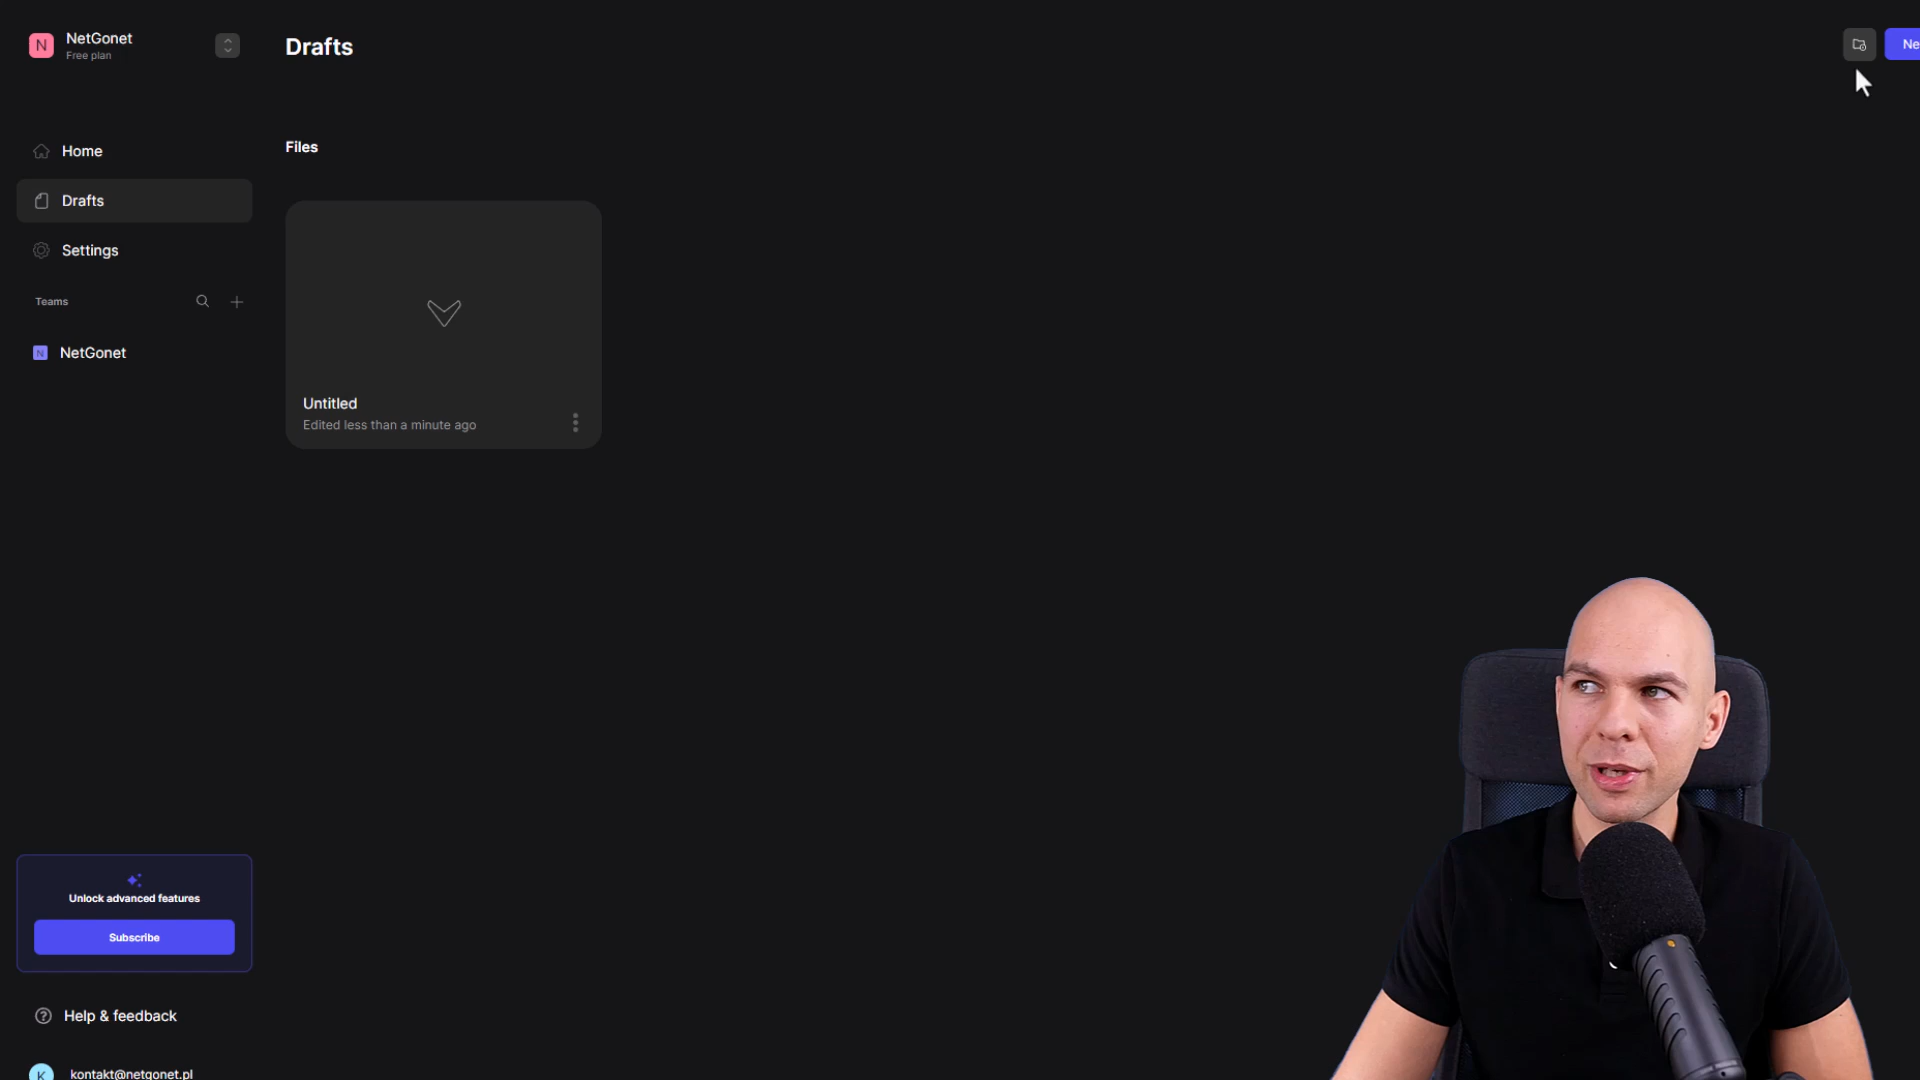 N
NetGonet
Free plan
Drafts
Ne
Home
Drafts
Settings
Teams
N
NetGonet
Files
Untitled
Edited less than a minute ago
Unlock advanced features
Subscribe
Help & feedback
K
kontakt@netgonet.pl